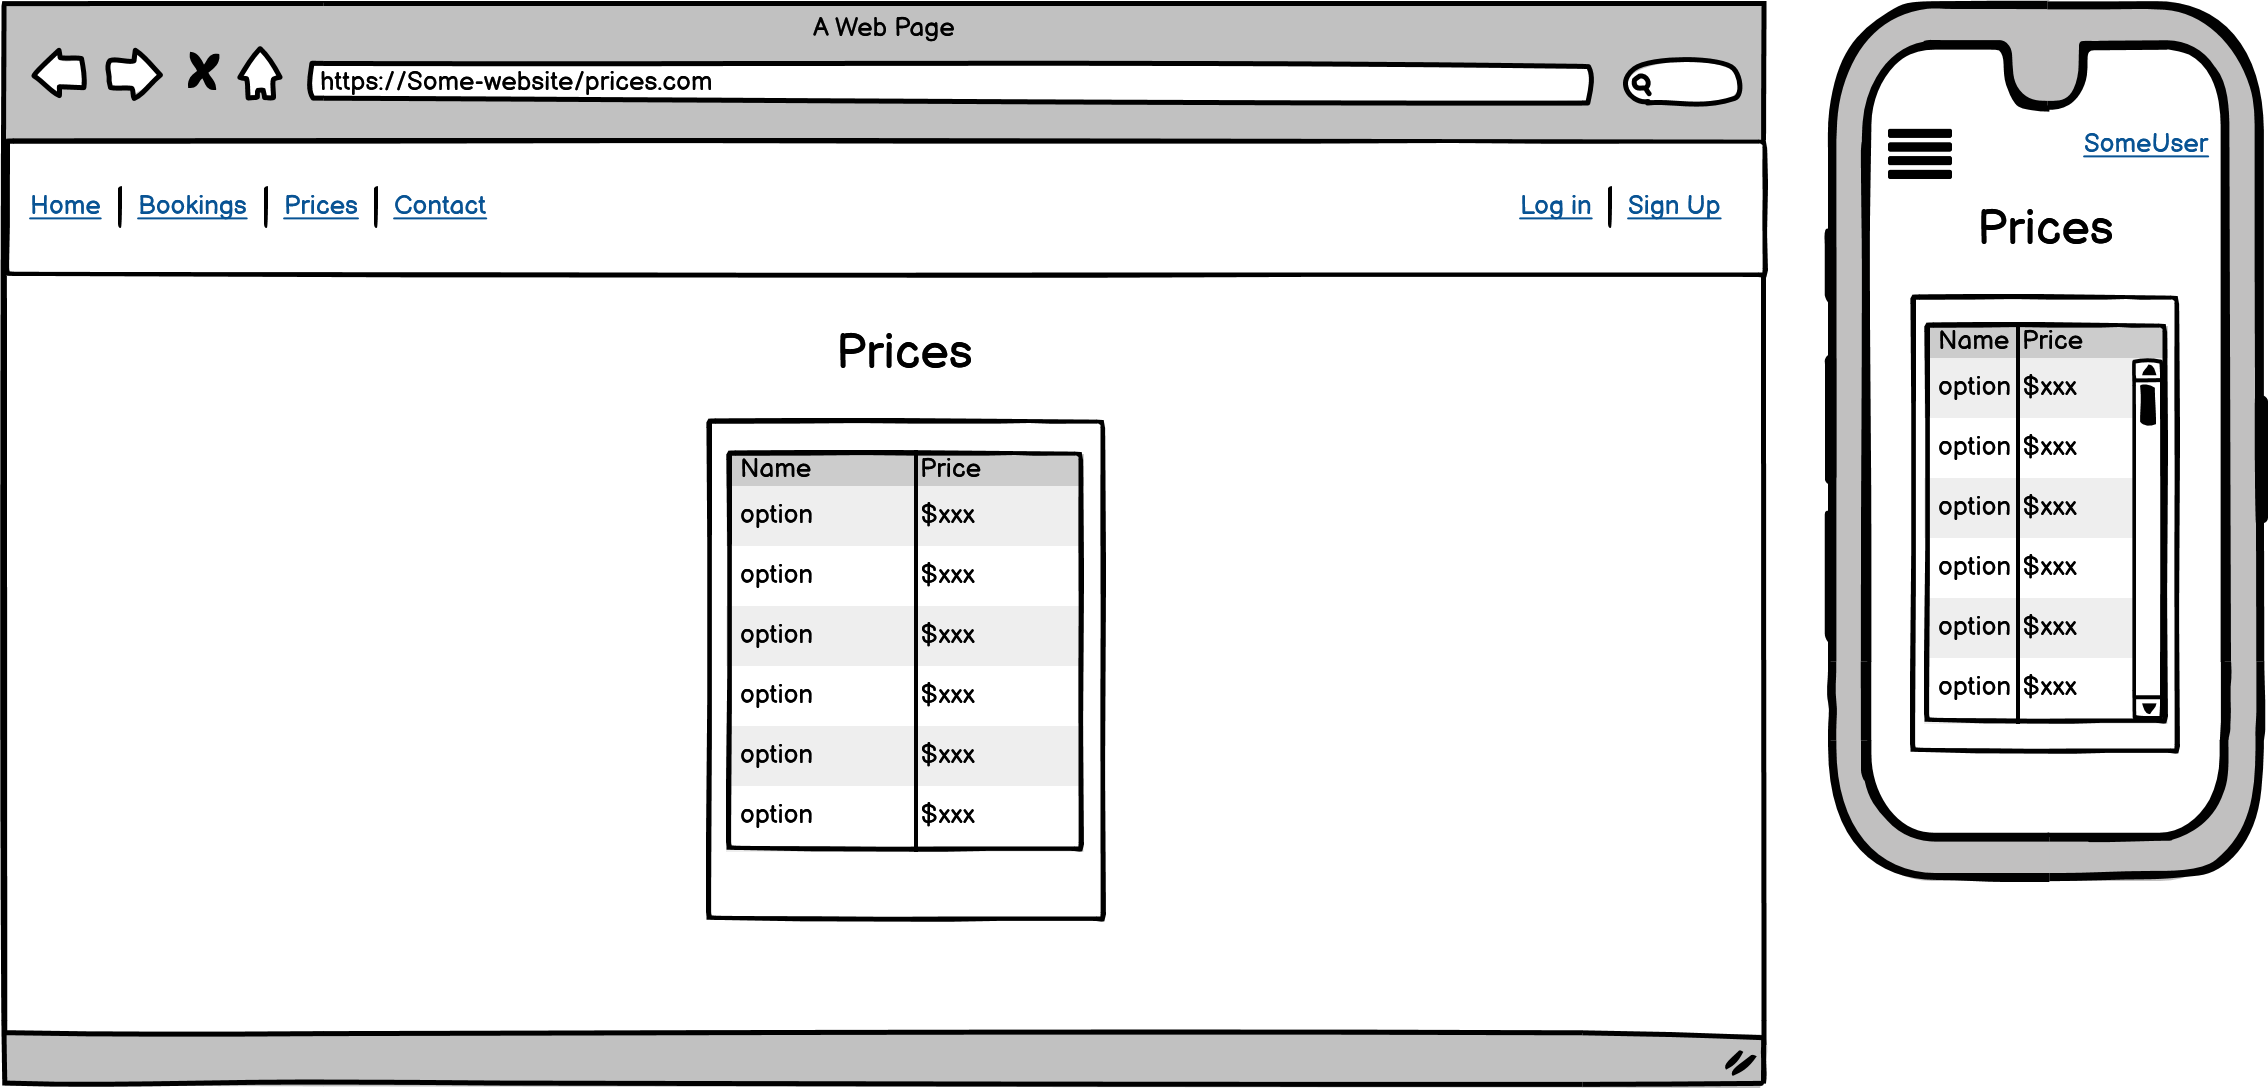 A Web Page
https://Some-website/prices.com
Home Bookings Prices Contact Log in Sign Up
Prices
Name Price
option $xxx
option $xxx
option $xxx
option $xxx
option $xxx
option $xxx
SomeUser
Prices
Name Price
option $xxx
option $xxx
option $xxx
option $xxx
option $xxx
option $xxx